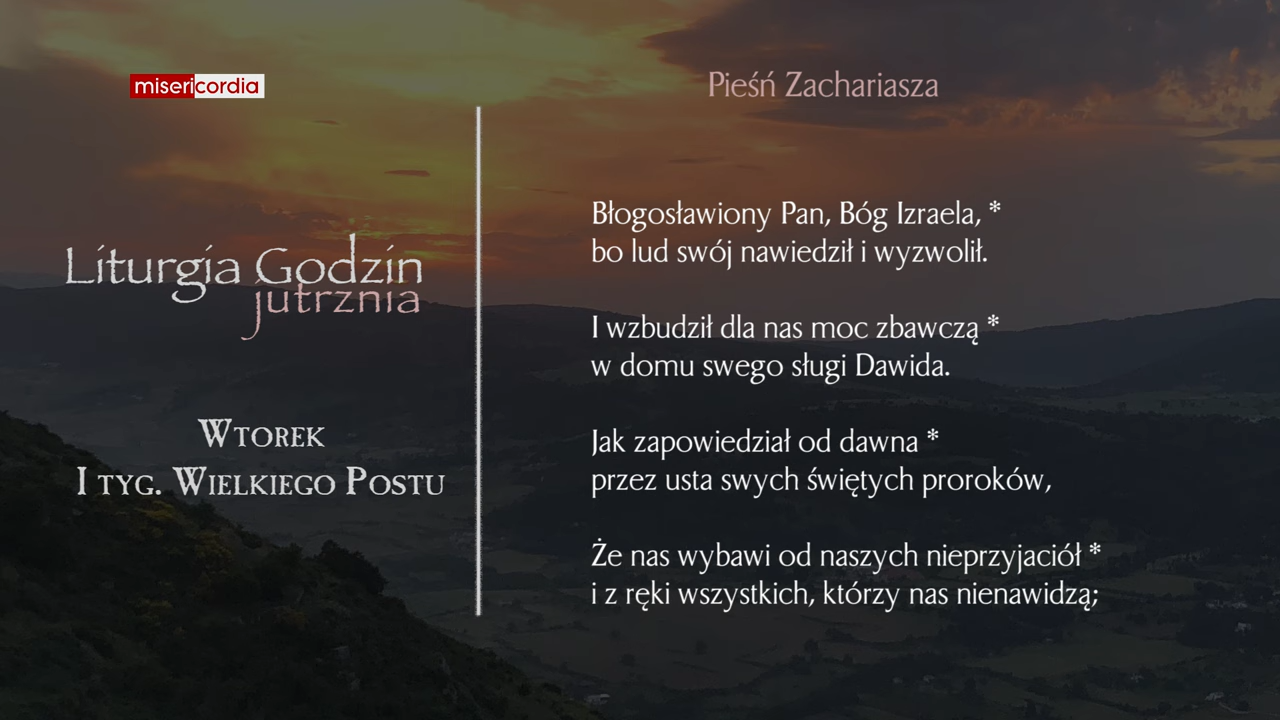 misericordia
Liturgia Godzin
jutrznia
Wtorek
I tyg. Wielkiego Postu
Pieśń Zachariasza
Błogosławiony Pan, Bóg Izraela, *
bo lud swój nawiedził i wyzwolił.
I wzbudził dla nas moc zbawczą *
w domu swego sługi Dawida.
Jak zapowiedział od dawna *
przez usta swych świętych proroków,
Że nas wybawi od naszych nieprzyjaciół *
i z ręki wszystkich, którzy nas nienawidzą;